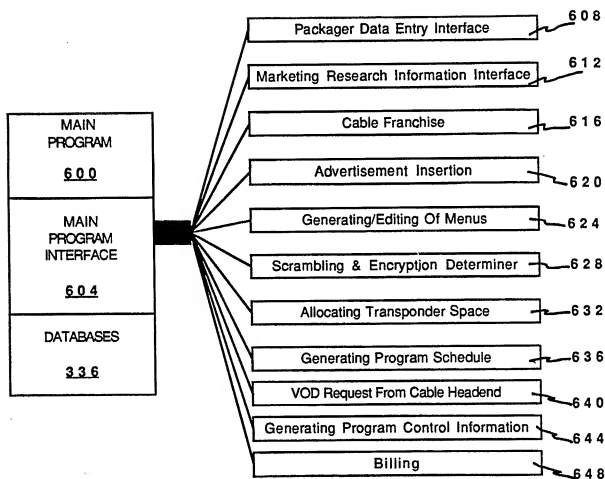 MAIN
PROGRAM
600
MAIN
PROGRAM
INTERFACE
604
DATABASES
336
Packager Data Entry Interface 608
Marketing Research Information Interface 612
Cable Franchise 616
Advertisement Insertion 620
Generating/Editing Of Menus 624
Scrambling & Encryption Determiner 628
Allocating Transponder Space 632
Generating Program Schedule 636
VOD Request From Cable Headend 640
Generating Program Control Information 644
Billing 648